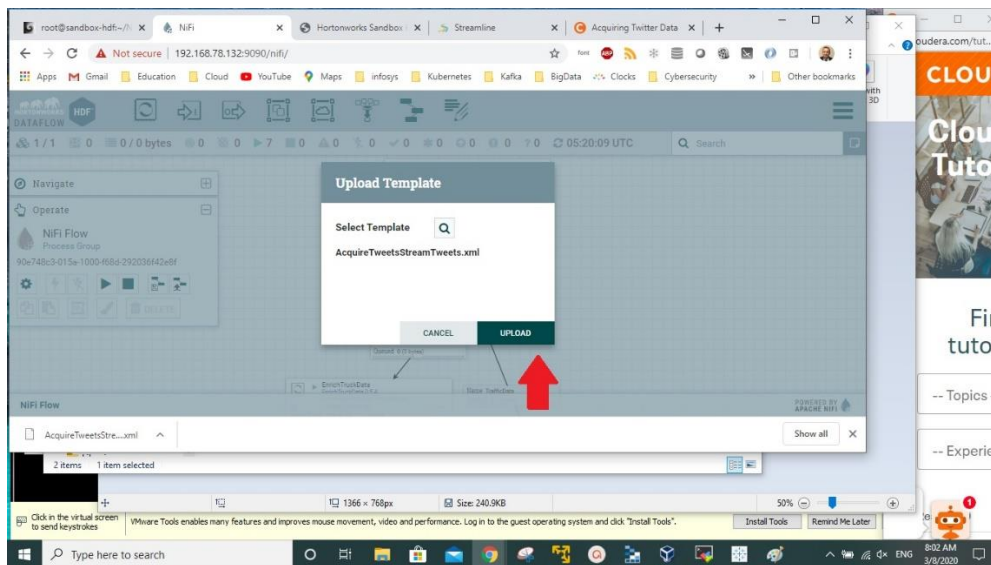 root@sandbox-hdf:~/
NiFi
Hortonworks Sandbox
Streamline
Acquiring Twitter Data
Not secure
192.168.78.132:9090/nifi/
oudera.com/tut...
Apps
Gmail
Education
Cloud
YouTube
Maps
infosys
Kubernetes
Kafka
BigData
Clocks
Cybersecurity
Other bookmarks
with
3D
CLOU
HDF
DATAFLOW
1/1
0
0 / 0 bytes
0
0
7
0
0
0
0
0
0
0
0
05:20:09 UTC
Search
Clou
Tuto
Navigate
Operate
NiFi Flow
Process Group
DELETE
Upload Template
Select Template
AcquireTweetsStreamTweets.xml
CANCEL
UPLOAD
EnrichTruckData
NiFi Flow
POWERED BY
APACHE NIFI
Fi
tuto
-- Topics
-- Experie
AcquireTweetsStre....xml
Show all
2 items
1 item selected
1366 × 768px
Size: 240.9KB
50%
Click in the virtual screen
to send keystrokes
VMware Tools enables many features and improves mouse movement, video and performance. Log in to the guest operating system and click "Install Tools".
Install Tools
Remind Me Later
1
Type here to search
ENG
8:02 AM
3/8/2020